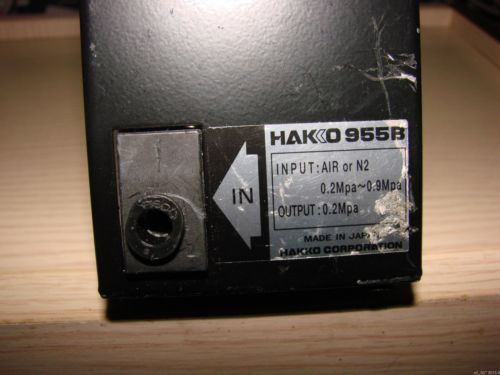 HAKKO 955B
INPUT:AIR or N2
0.2Mpa~0.9Mpa
IN
OUTPUT:0.2Mpa
MADE IN JAPAN
HAKKO CORPORATION